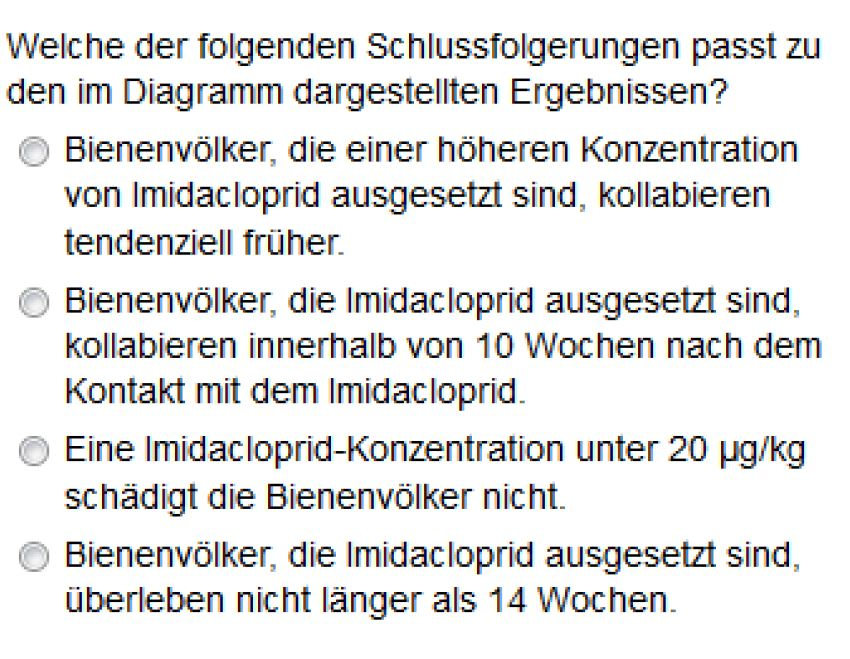 Welche der folgenden Schlussfolgerungen passt zu
den im Diagramm dargestellten Ergebnissen?
Bienenvölker, die einer höheren Konzentration
von Imidacloprid ausgesetzt sind, kollabieren
tendenziell früher.
Bienenvölker, die Imidacloprid ausgesetzt sind,
kollabieren innerhalb von 10 Wochen nach dem
Kontakt mit dem Imidacloprid.
Eine Imidacloprid-Konzentration unter 20 µg/kg
schädigt die Bienenvölker nicht.
Bienenvölker, die Imidacloprid ausgesetzt sind,
überleben nicht länger als 14 Wochen.